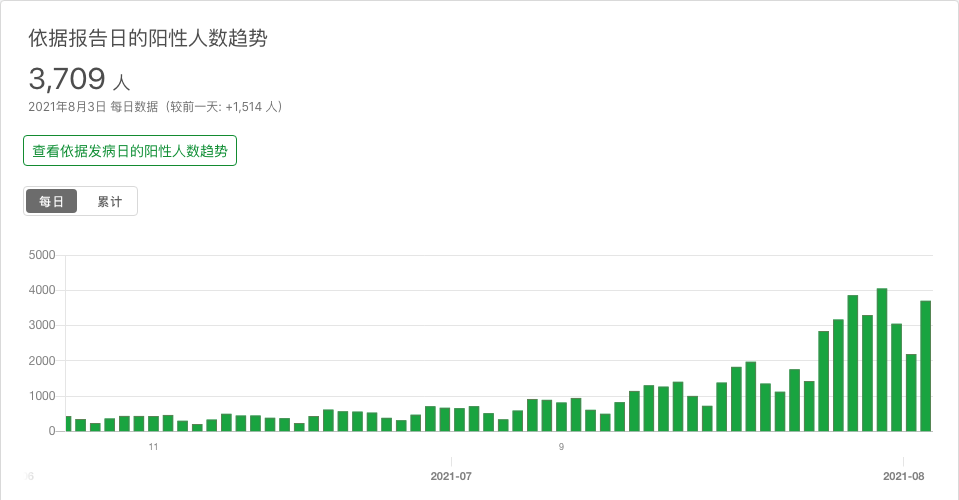 依据报告日的阳性人数趋势
3,709 人
2021年8月3日 每日数据（较前一天: +1,514 人）
查看依据发病日的阳性人数趋势
每日 累计
5000
4000
3000
2000
1000
0
11 9
2021-07 2021-08